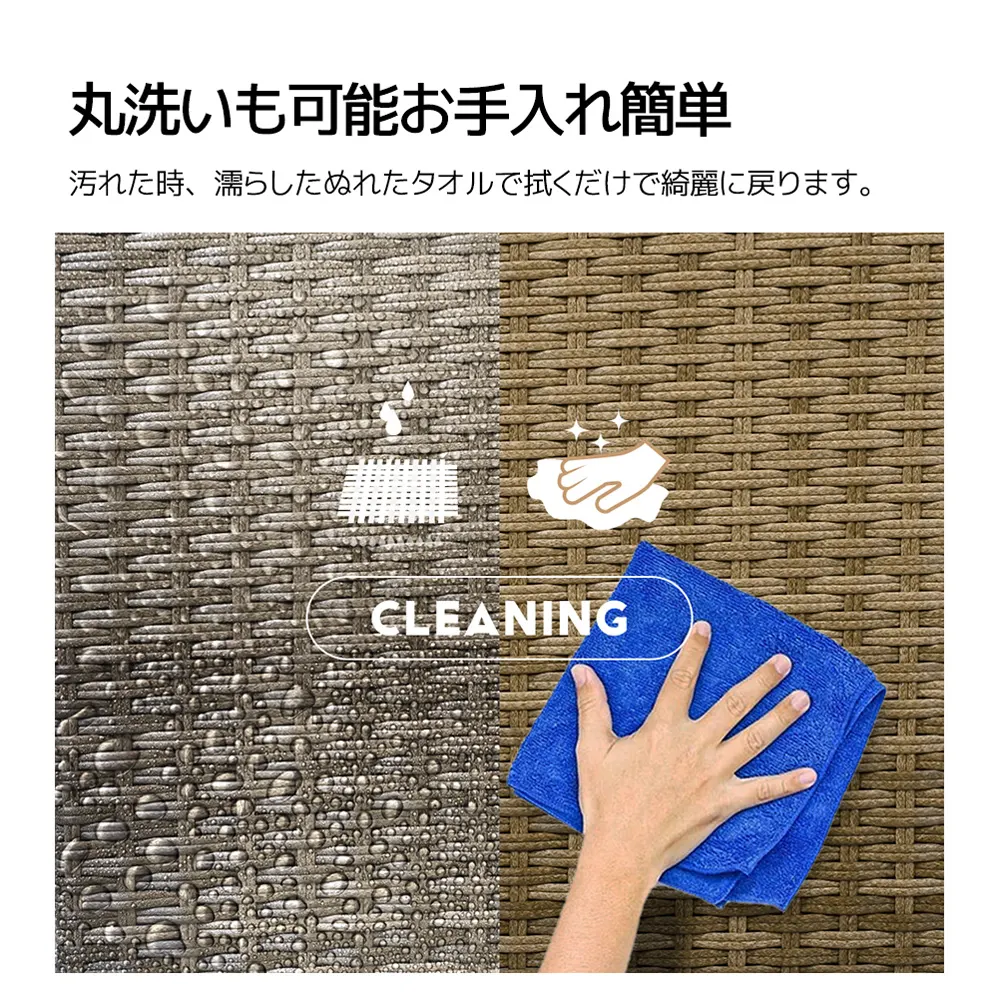 丸洗いも可能お手入れ簡単
汚れた時、濡らしたぬれたタオルで拭くだけで綺麗に戻ります。
CLEANING